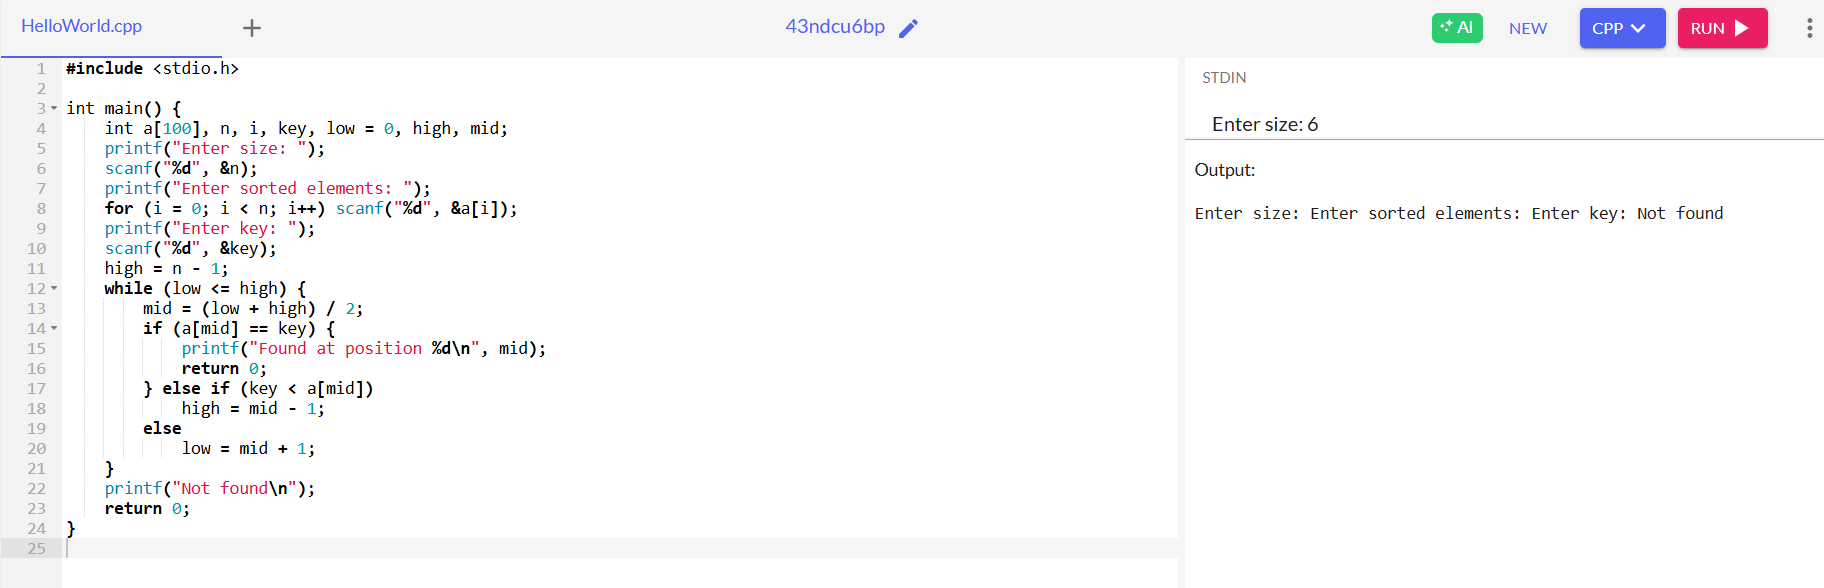 HelloWorld.cpp + 43ndcu6bp AI NEW CPP RUN
1 #include <stdio.h>
2
3 int main() {
4     int a[100], n, i, key, low = 0, high, mid;
5     printf("Enter size: ");
6     scanf("%d", &n);
7     printf("Enter sorted elements: ");
8     for (i = 0; i < n; i++) scanf("%d", &a[i]);
9     printf("Enter key: ");
10     scanf("%d", &key);
11     high = n - 1;
12     while (low <= high) {
13         mid = (low + high) / 2;
14         if (a[mid] == key) {
15             printf("Found at position %d\n", mid);
16             return 0;
17         } else if (key < a[mid])
18             high = mid - 1;
19         else
20             low = mid + 1;
21     }
22     printf("Not found\n");
23     return 0;
24 }
25
STDIN
Enter size: 6
Output:
Enter size: Enter sorted elements: Enter key: Not found